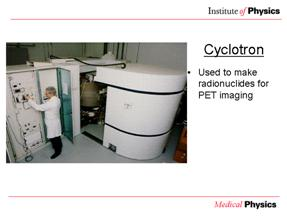 Institute of Physics
Cyclotron
• Used to make
radionuclides for
PET imaging
Medical Physics